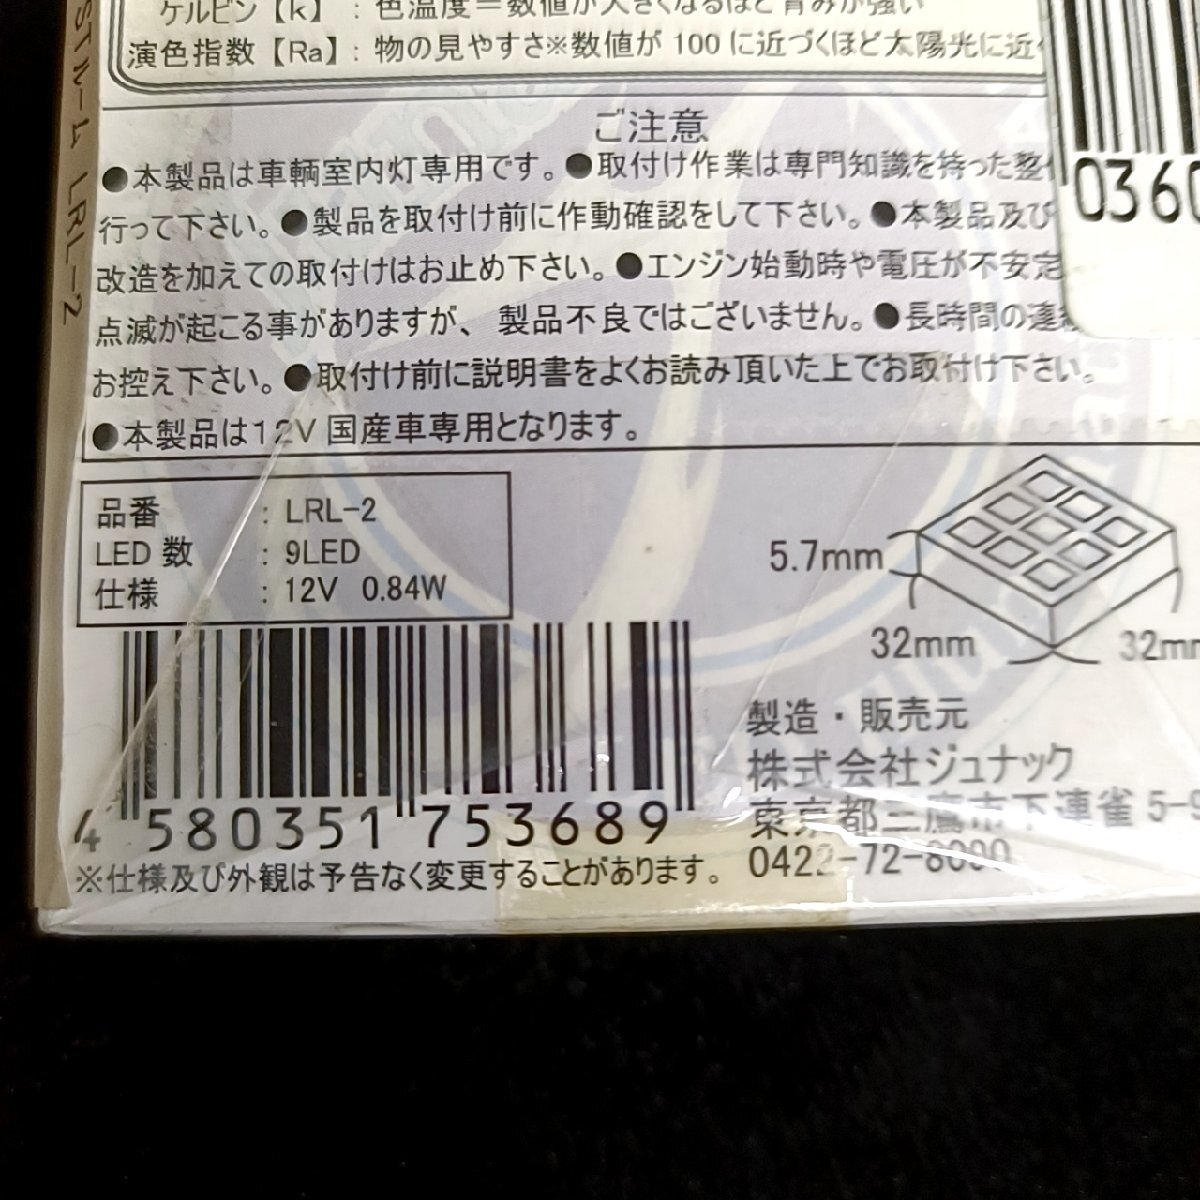 ケルビン【k】：色温度＝数値が大きくなるほど青みが強い
演色指数【Ra】：物の見やすさ※数値が100に近づくほど太陽光に近
ご注意
●本製品は車輌室内灯専用です。●取付け作業は専門知識を持った整
行って下さい。●製品を取付け前に作動確認をして下さい。●本製品及び
改造を加えての取付けはお止め下さい。●エンジン始動時や電圧が不安定
点滅が起こる事がありますが、製品不良ではございません。●長時間の連
お控え下さい。●取付け前に説明書をよくお読み頂いた上でお取付け下さい。
●本製品は12V国産車専用となります。
品番 ：LRL-2
LED数 ：9LED
仕様 ：12V 0.84W
5.7mm
32mm
32m
4 580351 753689
※仕様及び外観は予告なく変更することがあります。
製造・販売元
株式会社ジュナック
東京都三鷹市下連雀 5-
0422-72-8000
0360
STルーム LRL-2